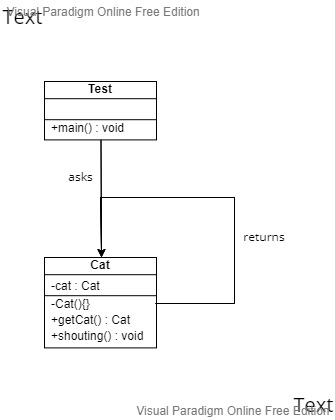 Visual Paradigm Online Free Edition
Text
Test
+main() : void
asks
returns
Cat
-cat : Cat
-Cat(){}
+getCat() : Cat
+shouting() : void
Text
Visual Paradigm Online Free Edition